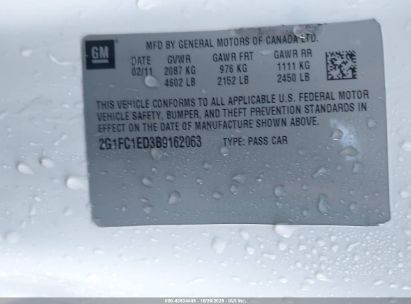 GM
MFD BY GENERAL MOTORS OF CANADA LTD.
DATE GVWR GAWR FRT GAWR RR
02/11 2087 KG 976 KG 1111 KG
4602 LB 2152 LB 2450 LB
THIS VEHICLE CONFORMS TO ALL APPLICABLE U.S. FEDERAL MOTOR
VEHICLE SAFETY, BUMPER, AND THEFT PREVENTION STANDARDS IN
EFFECT ON THE DATE OF MANUFACTURE SHOWN ABOVE.
2G1FC1ED3B9162063 TYPE: PASS CAR